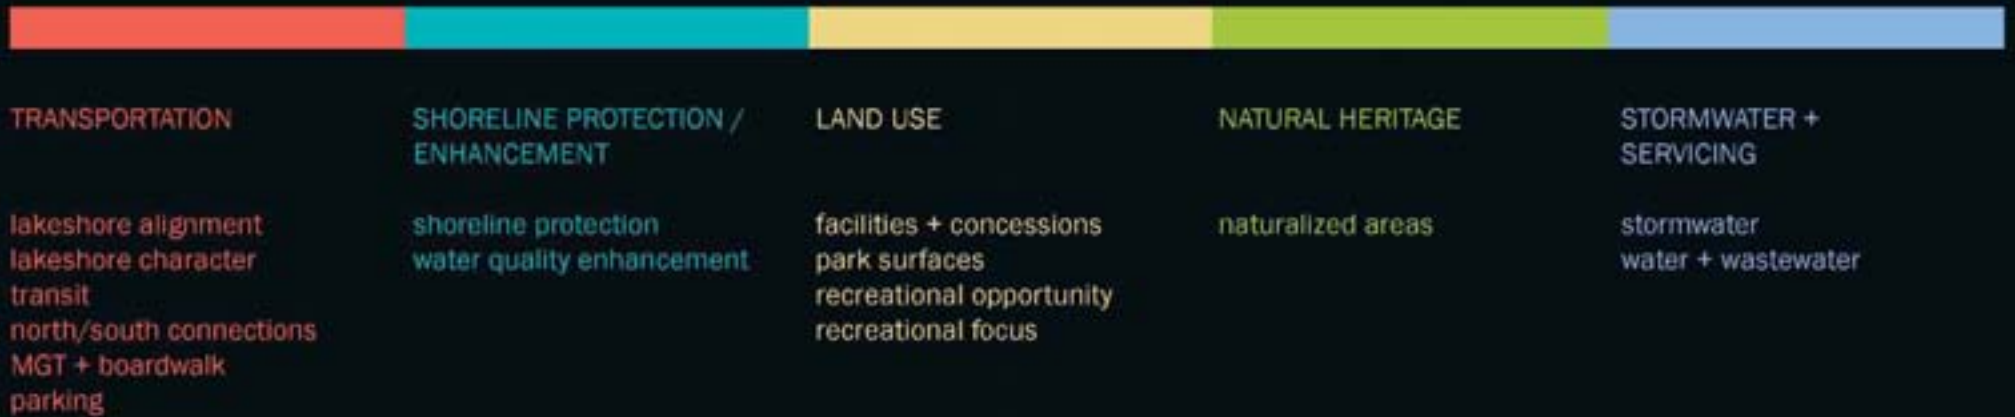 TRANSPORTATION
lakeshore alignment
lakeshore character
transit
north/south connections
MGT + boardwalk
parking
SHORELINE PROTECTION /
ENHANCEMENT
shoreline protection
water quality enhancement
LAND USE
facilities + concessions
park surfaces
recreational opportunity
recreational focus
NATURAL HERITAGE
naturalized areas
STORMWATER +
SERVICING
stormwater
water + wastewater